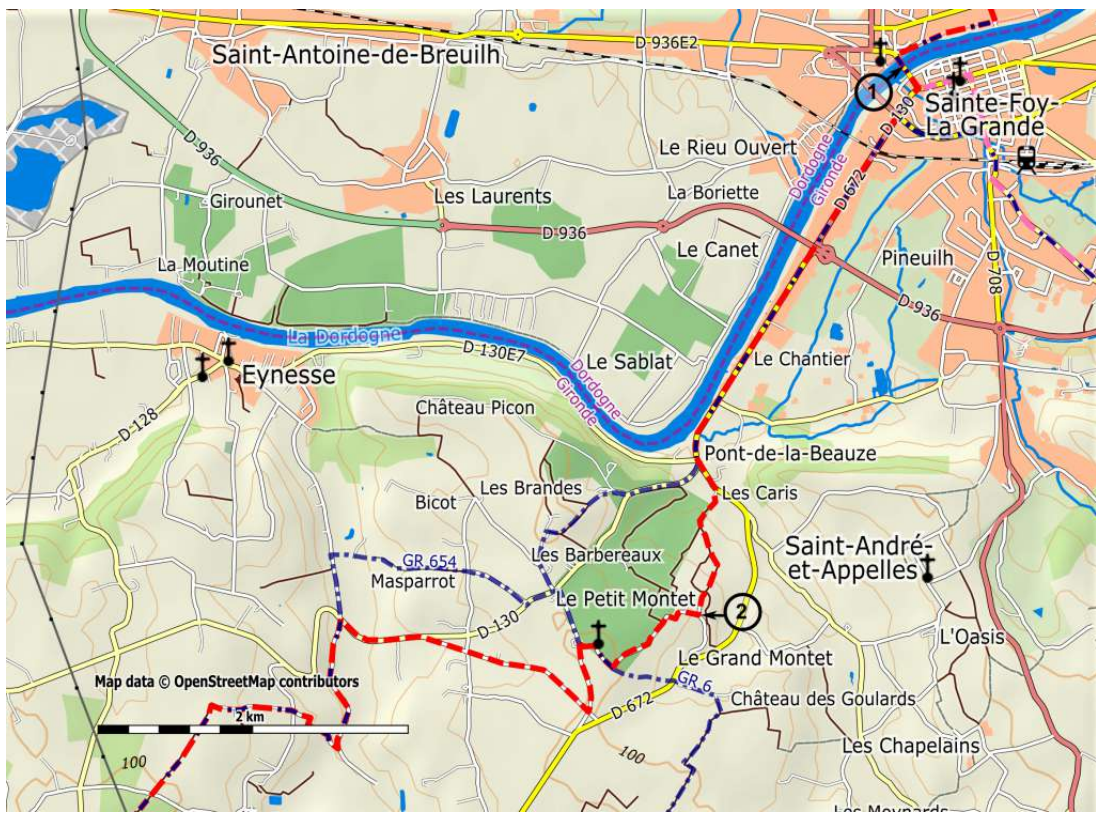 D 936E2
Saint-Antoine-de-Breuilh
1
D 130
Sainte-Foy-
La Grande
D 936
Le Rieu Ouvert
Dordogne
Gironde
D 672
La Boriette
Girounet
Les Laurents
D 936
Le Canet
Pineuilh
La Moutine
D 708
D 936
La Dordogne
D 130E7
Le Sablat
Le Chantier
Eynesse
Dordogne
Gironde
Château Picon
D 128
Pont-de-la-Beauze
Les Brandes
Les Caris
Bicot
Saint-André-
et-Appelles
Les Barbereaux
GR 654
Masparrot
Le Petit Montet
2
D 130
L'Oasis
Le Grand Montet
Map data © OpenStreetMap contributors
GR 6
Château des Goulards
D 672
2 km
Les Chapelains
100
100
Les Moynards